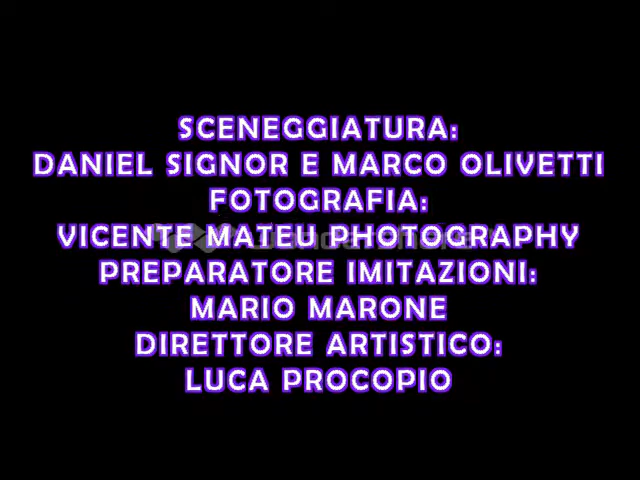 SCENEGGIATURA:
DANIEL SIGNOR E MARCO OLIVETTI
FOTOGRAFIA:
VICENTE MATEU PHOTOGRAPHY
PREPARATORE IMITAZIONI:
MARIO MARONE
DIRETTORE ARTISTICO:
LUCA PROCOPIO